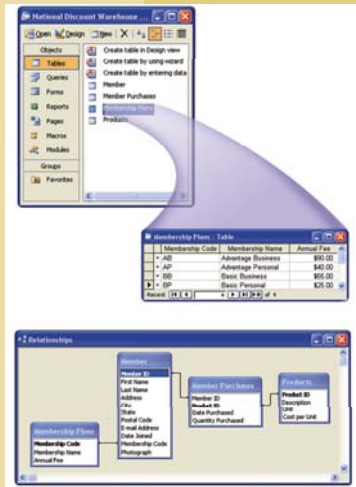 National Discount Warehouse ...
Open Design New
Objects
Tables
Queries
Forms
Reports
Pages
Macros
Modules
Groups
Favorites
Create table in Design view
Create table by using wizard
Create table by entering data
Member
Member Purchases
Membership Plans
Products
Membership Plans : Table
Membership Code Membership Name Annual Fee
+ AB Advantage Business $90.00
+ AP Advantage Personal $40.00
+ BB Basic Business
+ BP Basic Personal $25.00
Record: 4 of 4
Relationships
Membership Plans
Membership Code
Membership Name
Annual Fee
Member
Member ID
First Name
Last Name
Address
City
State
Postal Code
E-mail Address
Date Joined
Membership Code
Photograph
Member Purchases
Member ID
Product ID
Date Purchased
Quantity Purchased
Products
Product ID
Description
Unit
Cost per Unit